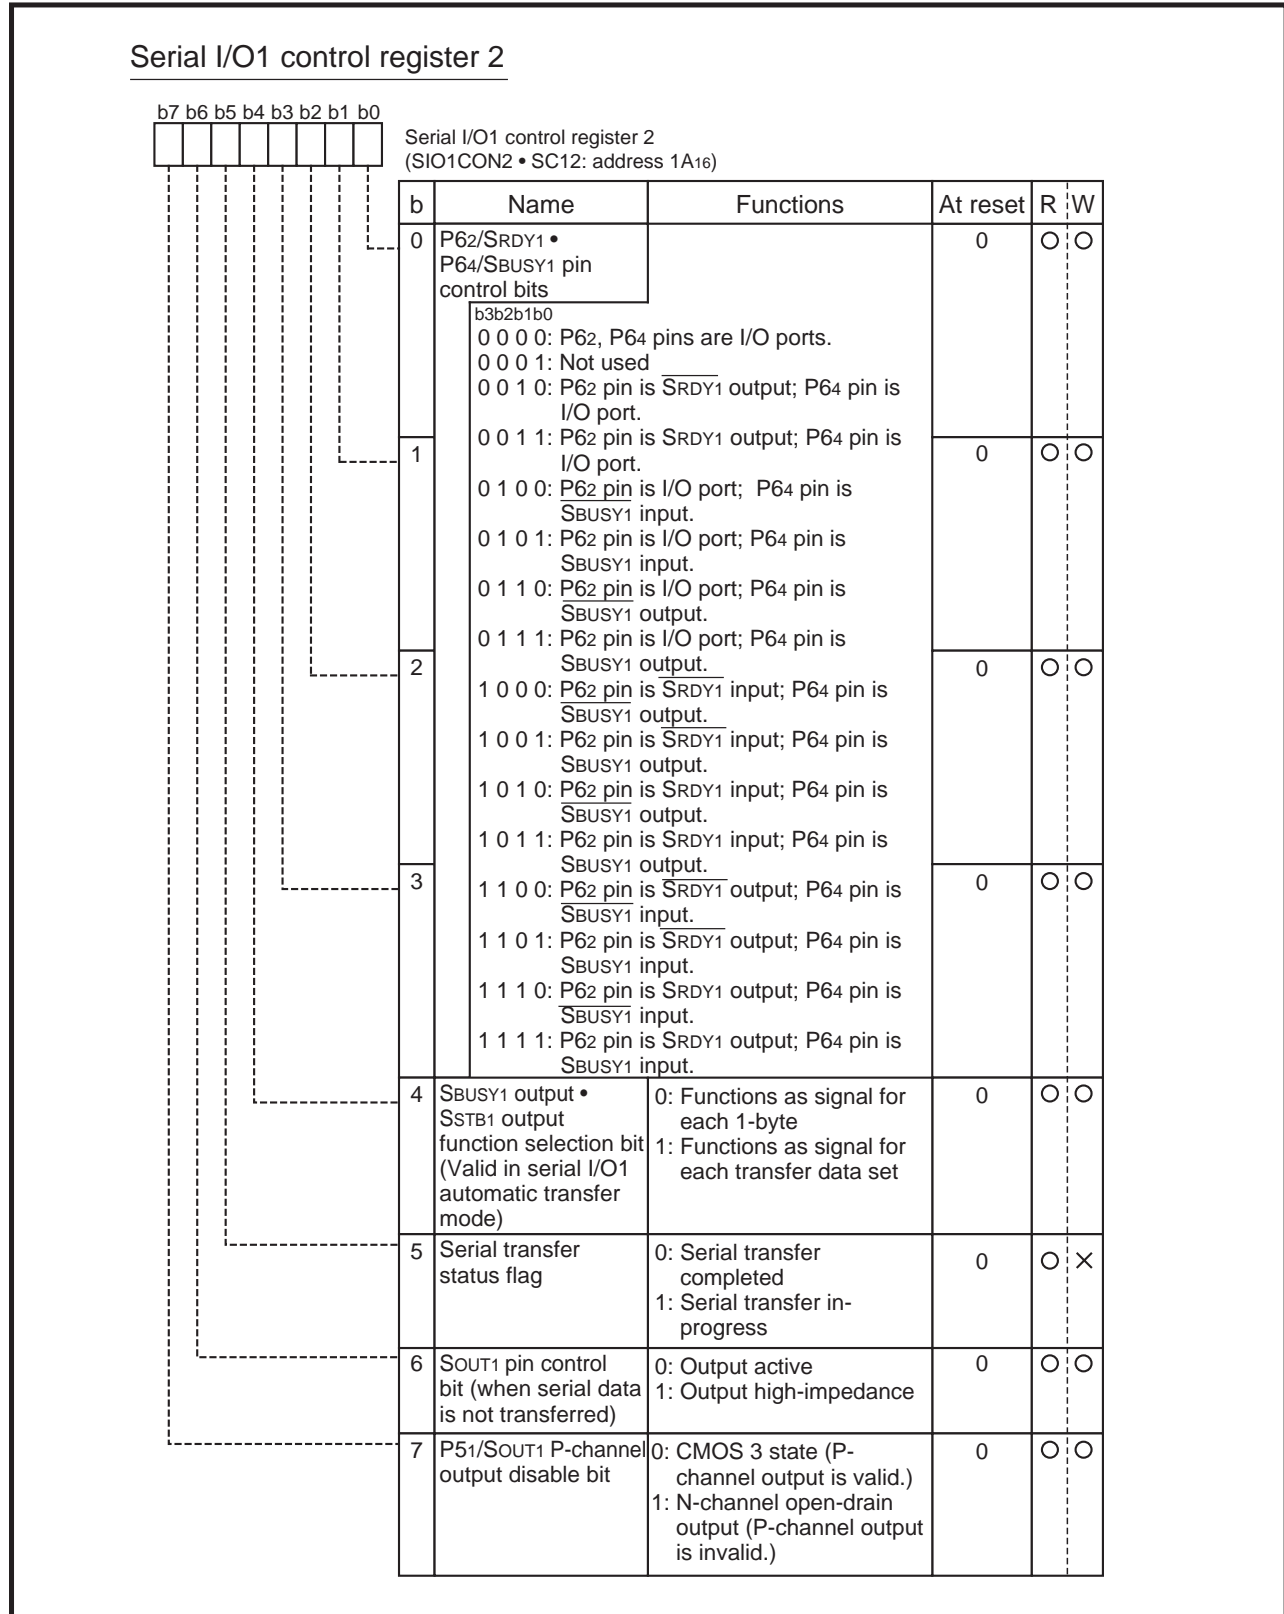 Serial I/O1 control register 2
b7 b6 b5 b4 b3 b2 b1 b0
Serial I/O1 control register 2
(SIO1CON2 • SC12: address 1A16)
b Name Functions At reset R W
0 P62/SRDY1 • 0 O O
P64/SBUSY1 pin
control bits
b3b2b1b0
0 0 0 0: P62, P64 pins are I/O ports.
0 0 0 1: Not used
0 0 1 0: P62 pin is S̅R̅D̅Y̅1̅ output; P64 pin is
I/O port.
0 0 1 1: P62 pin is SRDY1 output; P64 pin is
1 0 O O
I/O port.
0 1 0 0: P62 pin is I/O port; P64 pin is
S̅B̅U̅S̅Y̅1̅ input.
0 1 0 1: P62 pin is I/O port; P64 pin is
SBUSY1 input.
0 1 1 0: P62 pin is I/O port; P64 pin is
S̅B̅U̅S̅Y̅1̅ output.
0 1 1 1: P62 pin is I/O port; P64 pin is
SBUSY1 output.
2 0 O O
1 0 0 0: P62 pin is S̅R̅D̅Y̅1̅ input; P64 pin is
S̅B̅U̅S̅Y̅1̅ output.
1 0 0 1: P62 pin is S̅R̅D̅Y̅1̅ input; P64 pin is
SBUSY1 output.
1 0 1 0: P62 pin is SRDY1 input; P64 pin is
S̅B̅U̅S̅Y̅1̅ output.
1 0 1 1: P62 pin is SRDY1 input; P64 pin is
SBUSY1 output.
3 0 O O
1 1 0 0: P62 pin is S̅R̅D̅Y̅1̅ output; P64 pin is
S̅B̅U̅S̅Y̅1̅ input.
1 1 0 1: P62 pin is S̅R̅D̅Y̅1̅ output; P64 pin is
SBUSY1 input.
1 1 1 0: P62 pin is SRDY1 output; P64 pin is
S̅B̅U̅S̅Y̅1̅ input.
1 1 1 1: P62 pin is SRDY1 output; P64 pin is
SBUSY1 input.
4 SBUSY1 output • 0: Functions as signal for 0 O O
SSTB1 output each 1-byte
function selection bit 1: Functions as signal for
(Valid in serial I/O1 each transfer data set
automatic transfer
mode)
5 Serial transfer 0: Serial transfer 0 O ×
status flag completed
1: Serial transfer in-
progress
6 SOUT1 pin control 0: Output active 0 O O
bit (when serial data 1: Output high-impedance
is not transferred)
7 P51/SOUT1 P-channel 0: CMOS 3 state (P- 0 O O
output disable bit channel output is valid.)
1: N-channel open-drain
output (P-channel output
is invalid.)